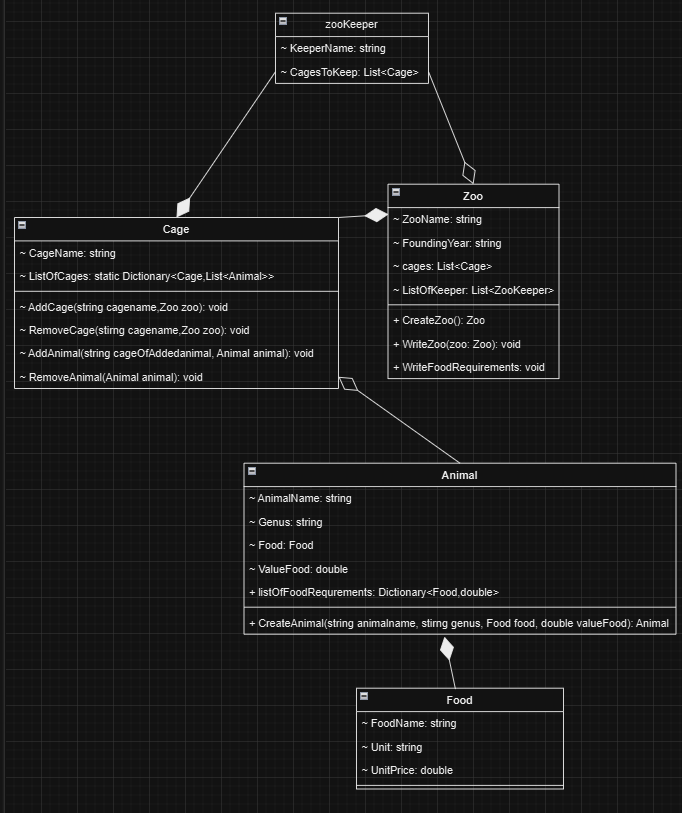 zooKeeper
~ KeeperName: string
~ CagesToKeep: List<Cage>
Zoo
~ ZooName: string
~ FoundingYear: string
~ cages: List<Cage>
~ ListOfKeeper: List<ZooKeeper>
+ CreateZoo(): Zoo
+ WriteZoo(zoo: Zoo): void
+ WriteFoodRequirements: void
Cage
~ CageName: string
~ ListOfCages: static Dictionary<Cage,List<Animal>>
~ AddCage(string cagename,Zoo zoo): void
~ RemoveCage(stirng cagename,Zoo zoo): void
~ AddAnimal(string cageOfAddedanimal, Animal animal): void
~ RemoveAnimal(Animal animal): void
Animal
~ AnimalName: string
~ Genus: string
~ Food: Food
~ ValueFood: double
+ listOfFoodRequrements: Dictionary<Food,double>
+ CreateAnimal(string animalname, stirng genus, Food food, double valueFood): Animal
Food
~ FoodName: string
~ Unit: string
~ UnitPrice: double